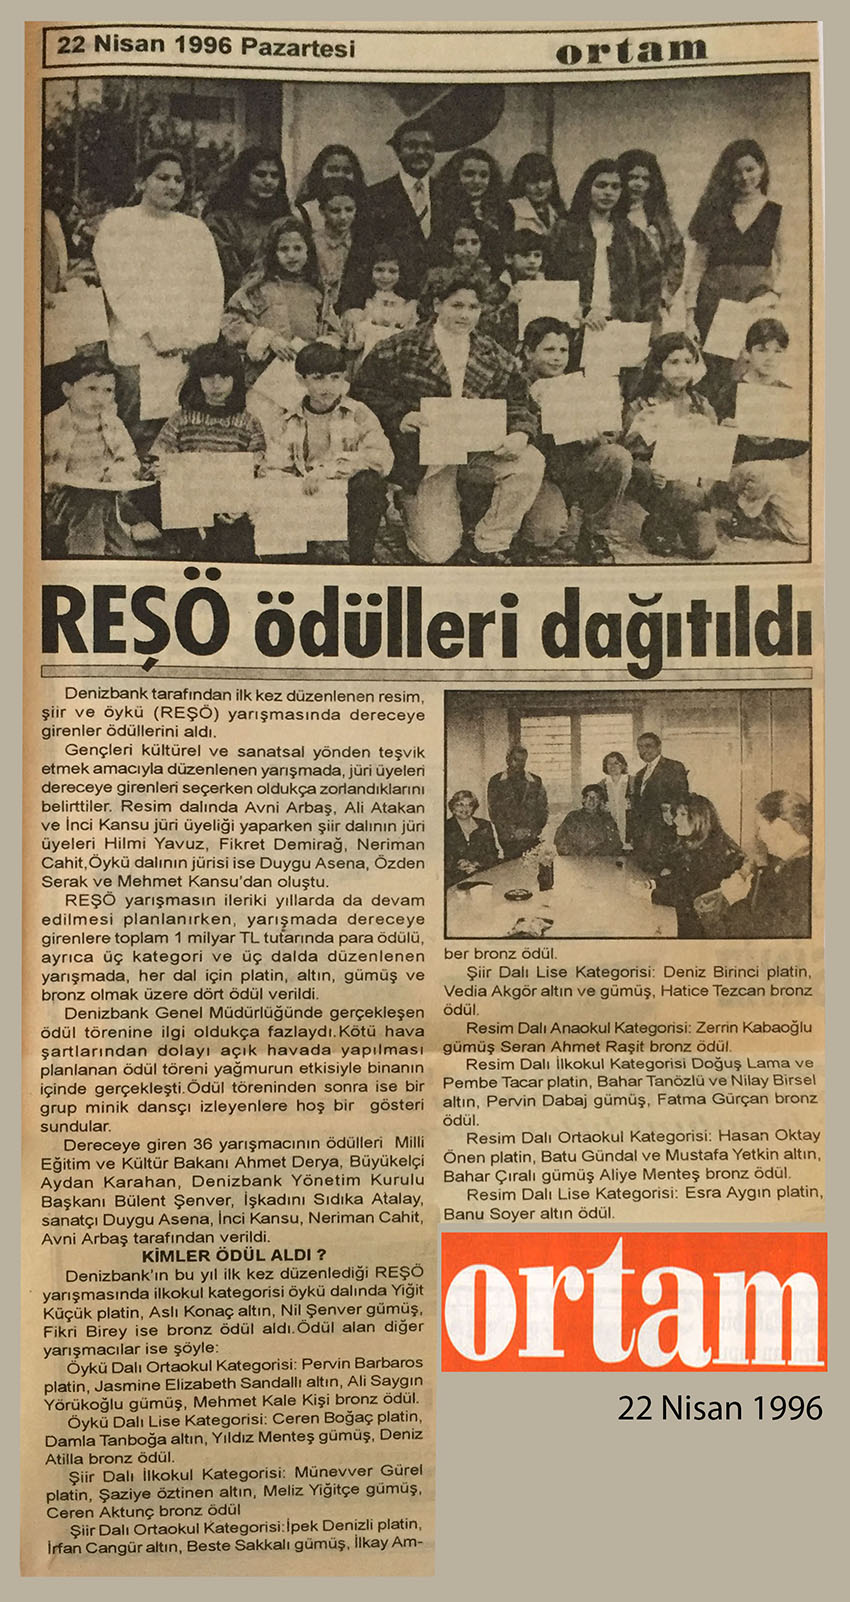 22 Nisan 1996 Pazartesi
ortam
REŞÖ ödülleri dağıtıldı
Denizbank tarafından ilk kez düzenlenen resim,
şiir ve öykü (REŞÖ) yarışmasında dereceye
girenler ödüllerini aldı.
Gençleri kültürel ve sanatsal yönden teşvik
etmek amacıyla düzenlenen yarışmada, jüri üyeleri
dereceye girenleri seçerken oldukça zorlandıklarını
belirttiler. Resim dalında Avni Arbaş, Ali Atakan
ve İnci Kansu jüri üyeliği yaparken şiir dalının jüri
üyeleri Hilmi Yavuz, Fikret Demirağ, Neriman
Cahit,Öykü dalının jürisi ise Duygu Asena, Özden
Serak ve Mehmet Kansu'dan oluştu.
REŞÖ yarışmasın ileriki yıllarda da devam
edilmesi planlanırken, yarışmada dereceye
girenlere toplam 1 milyar TL tutarında para ödülü,
ayrıca üç kategori ve üç dalda düzenlenen
yarışmada, her dal için platin, altın, gümüş ve
bronz olmak üzere dört ödül verildi.
Denizbank Genel Müdürlüğünde gerçekleşen
ödül törenine ilgi oldukça fazlaydı.Kötü hava
şartlarından dolayı açık havada yapılması
planlanan ödül töreni yağmurun etkisiyle binanın
içinde gerçekleşti.Ödül töreninden sonra ise bir
grup minik dansçı izleyenlere hoş bir gösteri
sundular.
Dereceye giren 36 yarışmacının ödülleri Milli
Eğitim ve Kültür Bakanı Ahmet Derya, Büyükelçi
Aydan Karahan, Denizbank Yönetim Kurulu
Başkanı Bülent Şenver, İşkadını Sıdıka Atalay,
sanatçı Duygu Asena, İnci Kansu, Neriman Cahit,
Avni Arbaş tarafından verildi.
KİMLER ÖDÜL ALDI ?
Denizbank'ın bu yıl ilk kez düzenlediği REŞÖ
yarışmasında ilkokul kategorisi öykü dalında Yiğit
Küçük platin, Aslı Konaç altın, Nil Şenver gümüş,
Fikri Birey ise bronz ödül aldı.Ödül alan diğer
yarışmacılar ise şöyle:
Öykü Dalı Ortaokul Kategorisi: Pervin Barbaros
platin, Jasmine Elizabeth Sandallı altın, Ali Saygın
Yörükoğlu gümüş, Mehmet Kale Kişi bronz ödül.
Öykü Dalı Lise Kategorisi: Ceren Boğaç platin,
Damla Tanboğa altın, Yıldız Menteş gümüş, Deniz
Atilla bronz ödül.
Şiir Dalı İlkokul Kategorisi: Münevver Gürel
platin, Şaziye öztinen altın, Meliz Yiğitçe gümüş,
Ceren Aktunç bronz ödül
Şiir Dalı Ortaokul Kategorisi:İpek Denizli platin,
İrfan Cangür altın, Beste Sakkalı gümüş, İlkay Am-
ber bronz ödül.
Şiir Dalı Lise Kategorisi: Deniz Birinci platin,
Vedia Akgör altın ve gümüş, Hatice Tezcan bronz
ödül.
Resim Dalı Anaokul Kategorisi: Zerrin Kabaoğlu
gümüş Seran Ahmet Raşit bronz ödül.
Resim Dalı İlkokul Kategorisi Doğuş Lama ve
Pembe Tacar platin, Bahar Tanözlü ve Nilay Birsel
altın, Pervin Dabaj gümüş, Fatma Gürçan bronz
ödül.
Resim Dalı Ortaokul Kategorisi: Hasan Oktay
Önen platin, Batu Gündal ve Mustafa Yetkin altın,
Bahar Çıralı gümüş Aliye Menteş bronz ödül.
Resim Dalı Lise Kategorisi: Esra Aygın platin,
Banu Soyer altın ödül.
ortam
22 Nisan 1996